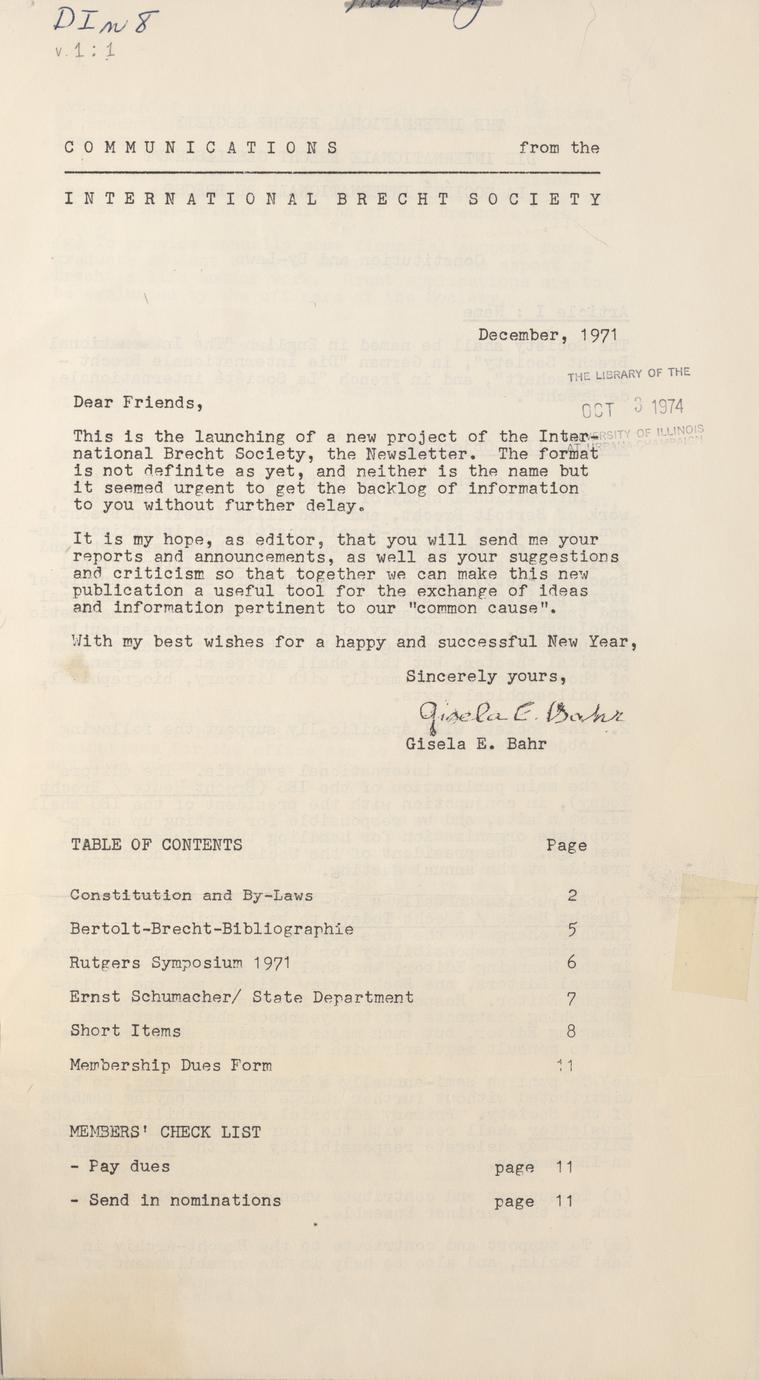 DIn8
v.1:1
COMMUNICATIONS from the
INTERNATIONAL BRECHT SOCIETY
December, 1971
THE LIBRARY OF THE
OCT 3 1974
UNIVERSITY OF ILLINOIS
AT URBANA CHAMPAIGN
Dear Friends,
This is the launching of a new project of the Inter-
national Brecht Society, the Newsletter. The format
is not definite as yet, and neither is the name but
it seemed urgent to get the backlog of information
to you without further delay.
It is my hope, as editor, that you will send me your
reports and announcements, as well as your suggestions
and criticism so that together we can make this new
publication a useful tool for the exchange of ideas
and information pertinent to our "common cause".
With my best wishes for a happy and successful New Year,
Sincerely yours,
Gisela E. Bahr
Gisela E. Bahr
TABLE OF CONTENTS Page
Constitution and By-Laws 2
Bertolt-Brecht-Bibliographie 5
Rutgers Symposium 1971 6
Ernst Schumacher/ State Department 7
Short Items 8
Membership Dues Form 11
MEMBERS' CHECK LIST
- Pay dues page 11
- Send in nominations page 11